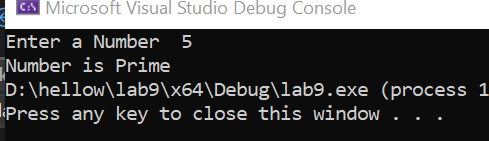 Microsoft Visual Studio Debug Console
Enter a Number  5
Number is Prime
D:\hellow\lab9\x64\Debug\lab9.exe (process 1
Press any key to close this window . . .